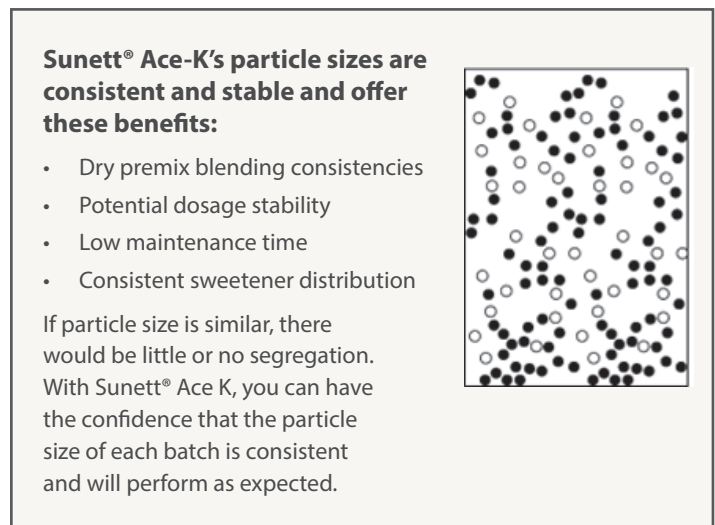 Sunett® Ace-K’s particle sizes are
consistent and stable and offer
these benefits:
• Dry premix blending consistencies
• Potential dosage stability
• Low maintenance time
• Consistent sweetener distribution
If particle size is similar, there
would be little or no segregation.
With Sunett® Ace K, you can have
the confidence that the particle
size of each batch is consistent
and will perform as expected.